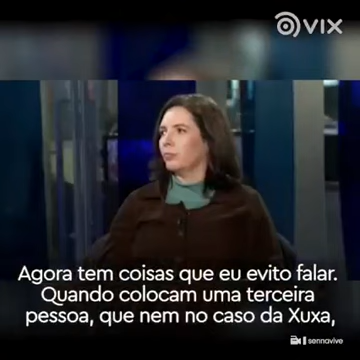 VIX
Agora tem coisas que eu evito falar.
Quando colocam uma terceira
pessoa, que nem no caso da Xuxa,
sennavive